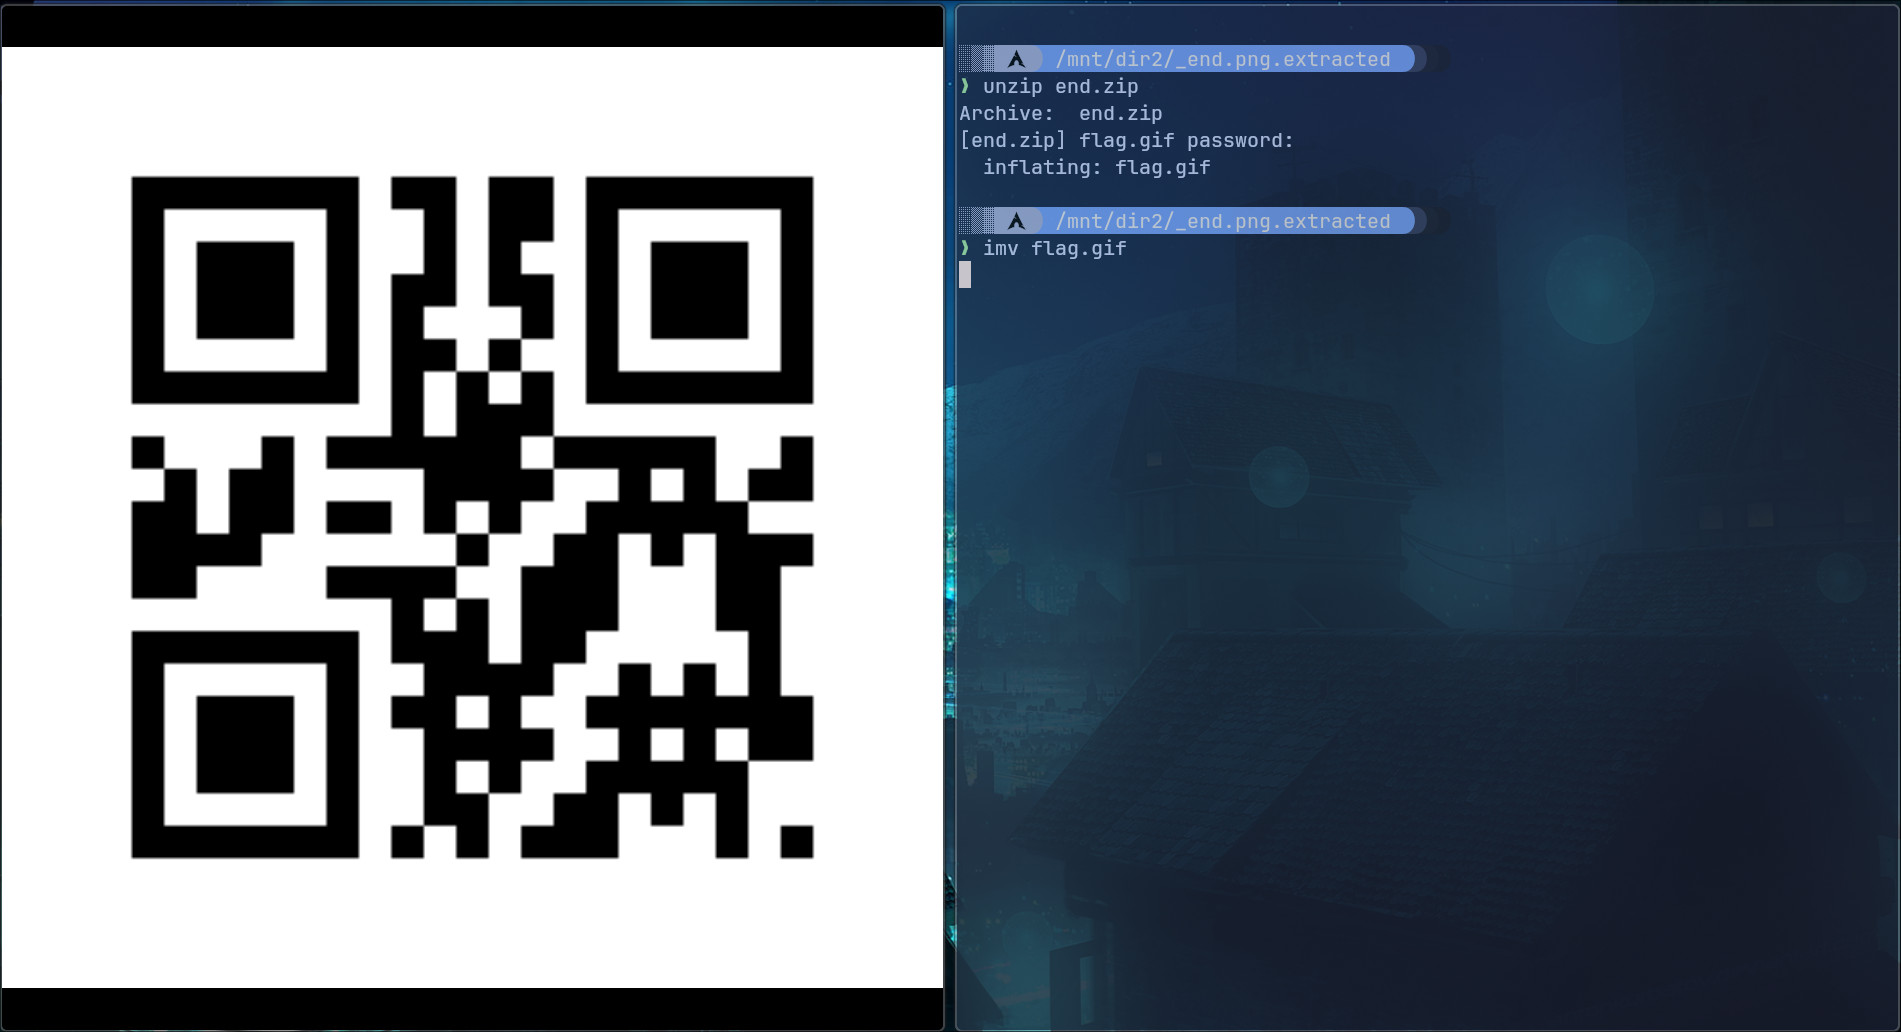 /mnt/dir2/_end.png.extracted
❯ unzip end.zip
Archive:  end.zip
[end.zip] flag.gif password:
  inflating: flag.gif
/mnt/dir2/_end.png.extracted
❯ imv flag.gif